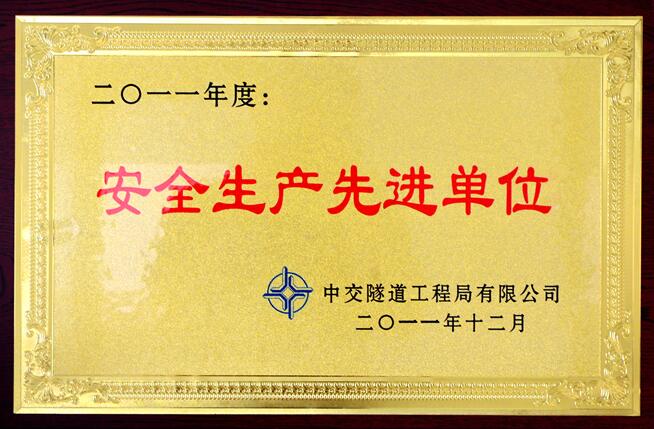 二〇一一年度：
安全生产先进单位
中交隧道工程局有限公司
二〇一一年十二月